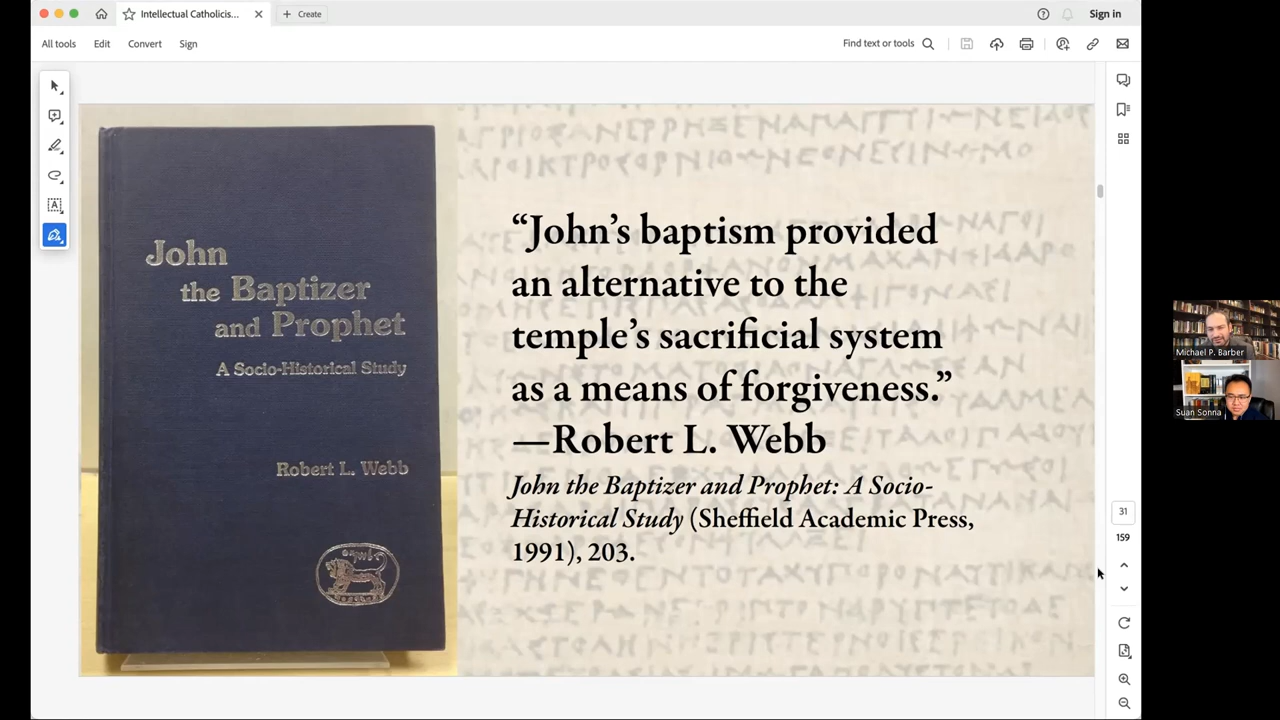 Intellectual Catholicis...
Create
Sign in
All tools
Edit
Convert
Sign
Find text or tools
John
the Baptizer
and Prophet
A Socio-Historical Study
Robert L. Webb
“John’s baptism provided
an alternative to the
temple’s sacrificial system
as a means of forgiveness.”
—Robert L. Webb
John the Baptizer and Prophet: A Socio-
Historical Study (Sheffield Academic Press,
1991), 203.
31
159
Michael P. Barber
Suan Sonna